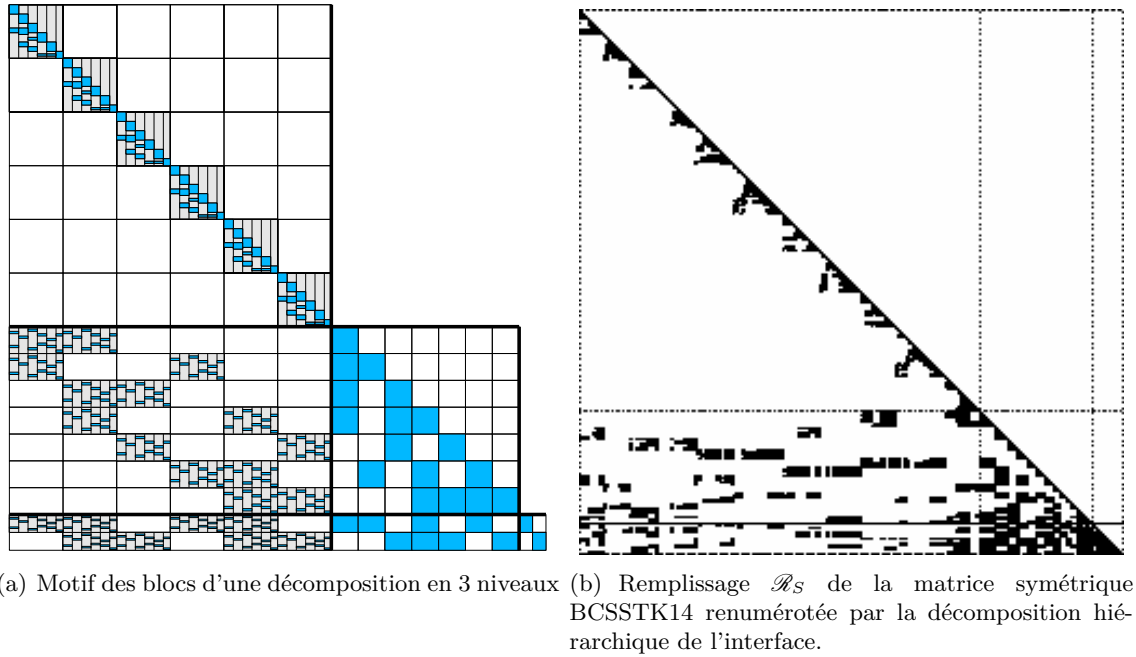 a) Motif des blocs d'une décomposition en 3 niveaux
(b) Remplissage ℛ_S de la matrice symétrique
BCSSTK14 renumérotée par la décomposition hié-
rarchique de l'interface.